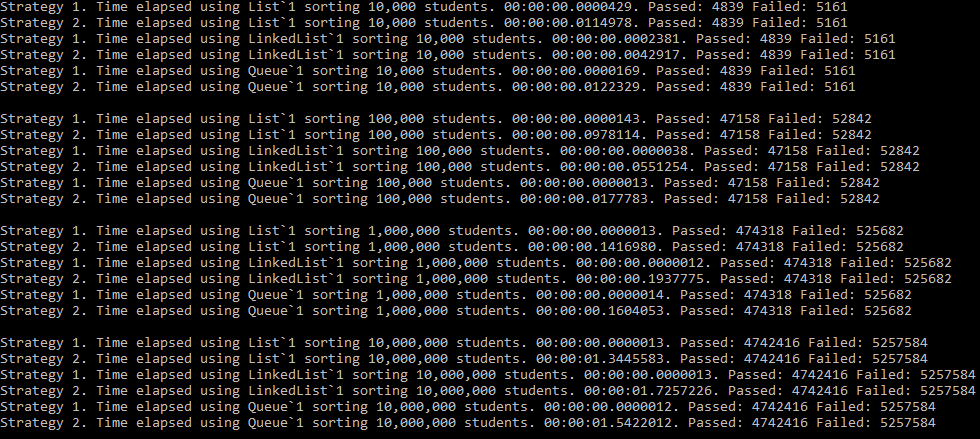 Strategy 1. Time elapsed using List`1 sorting 10,000 students. 00:00:00.0000429. Passed: 4839 Failed: 5161
Strategy 2. Time elapsed using List`1 sorting 10,000 students. 00:00:00.0114978. Passed: 4839 Failed: 5161
Strategy 1. Time elapsed using LinkedList`1 sorting 10,000 students. 00:00:00.0002381. Passed: 4839 Failed: 5161
Strategy 2. Time elapsed using LinkedList`1 sorting 10,000 students. 00:00:00.0042917. Passed: 4839 Failed: 5161
Strategy 1. Time elapsed using Queue`1 sorting 10,000 students. 00:00:00.0000169. Passed: 4839 Failed: 5161
Strategy 2. Time elapsed using Queue`1 sorting 10,000 students. 00:00:00.0122329. Passed: 4839 Failed: 5161
Strategy 1. Time elapsed using List`1 sorting 100,000 students. 00:00:00.0000143. Passed: 47158 Failed: 52842
Strategy 2. Time elapsed using List`1 sorting 100,000 students. 00:00:00.0978114. Passed: 47158 Failed: 52842
Strategy 1. Time elapsed using LinkedList`1 sorting 100,000 students. 00:00:00.0000038. Passed: 47158 Failed: 52842
Strategy 2. Time elapsed using LinkedList`1 sorting 100,000 students. 00:00:00.0551254. Passed: 47158 Failed: 52842
Strategy 1. Time elapsed using Queue`1 sorting 100,000 students. 00:00:00.0000013. Passed: 47158 Failed: 52842
Strategy 2. Time elapsed using Queue`1 sorting 100,000 students. 00:00:00.0177783. Passed: 47158 Failed: 52842
Strategy 1. Time elapsed using List`1 sorting 1,000,000 students. 00:00:00.0000013. Passed: 474318 Failed: 525682
Strategy 2. Time elapsed using List`1 sorting 1,000,000 students. 00:00:00.1416980. Passed: 474318 Failed: 525682
Strategy 1. Time elapsed using LinkedList`1 sorting 1,000,000 students. 00:00:00.0000012. Passed: 474318 Failed: 525682
Strategy 2. Time elapsed using LinkedList`1 sorting 1,000,000 students. 00:00:00.1937775. Passed: 474318 Failed: 525682
Strategy 1. Time elapsed using Queue`1 sorting 1,000,000 students. 00:00:00.0000014. Passed: 474318 Failed: 525682
Strategy 2. Time elapsed using Queue`1 sorting 1,000,000 students. 00:00:00.1604053. Passed: 474318 Failed: 525682
Strategy 1. Time elapsed using List`1 sorting 10,000,000 students. 00:00:00.0000013. Passed: 4742416 Failed: 5257584
Strategy 2. Time elapsed using List`1 sorting 10,000,000 students. 00:00:01.3445583. Passed: 4742416 Failed: 5257584
Strategy 1. Time elapsed using LinkedList`1 sorting 10,000,000 students. 00:00:00.0000013. Passed: 4742416 Failed: 5257584
Strategy 2. Time elapsed using LinkedList`1 sorting 10,000,000 students. 00:00:01.7257226. Passed: 4742416 Failed: 5257584
Strategy 1. Time elapsed using Queue`1 sorting 10,000,000 students. 00:00:00.0000012. Passed: 4742416 Failed: 5257584
Strategy 2. Time elapsed using Queue`1 sorting 10,000,000 students. 00:00:01.5422012. Passed: 4742416 Failed: 5257584